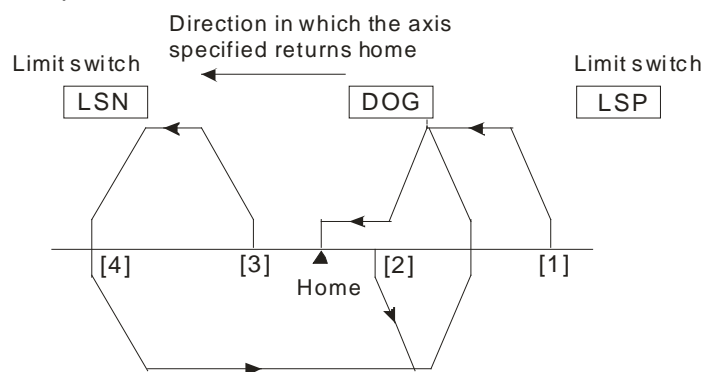 Direction in which the axis
specified returns home
Limit switch
Limit switch
LSN
DOG
LSP
[4]
[3]
[2]
[1]
Home